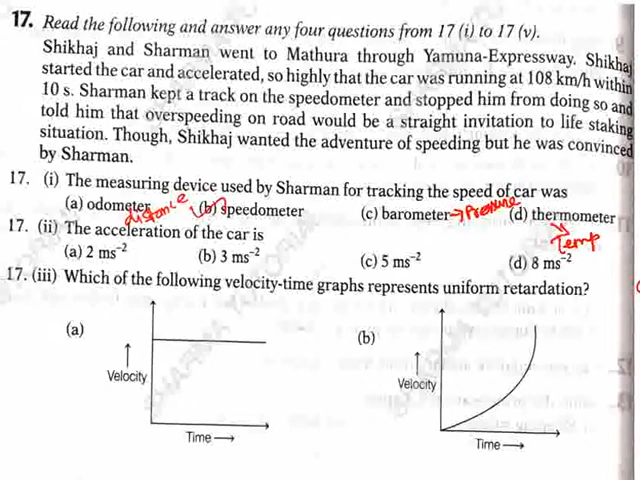 17. Read the following and answer any four questions from 17 (i) to 17 (v).
Shikhaj and Sharman went to Mathura through Yamuna-Expressway. Shikhaj
started the car and accelerated, so highly that the car was running at 108 km/h within
10 s. Sharman kept a track on the speedometer and stopped him from doing so and
told him that overspeeding on road would be a straight invitation to life staking
situation. Though, Shikhaj wanted the adventure of speeding but he was convinced
by Sharman.
17. (i) The measuring device used by Sharman for tracking the speed of car was
(a) odometer (b) speedometer (c) barometer → Pressure (d) thermometer
distance
Temp
17. (ii) The acceleration of the car is
(a) 2 ms⁻² (b) 3 ms⁻² (c) 5 ms⁻² (d) 8 ms⁻²
17. (iii) Which of the following velocity-time graphs represents uniform retardation?
(a) (b)
Velocity Velocity
Time → Time →
SHARMA TUTORIAL